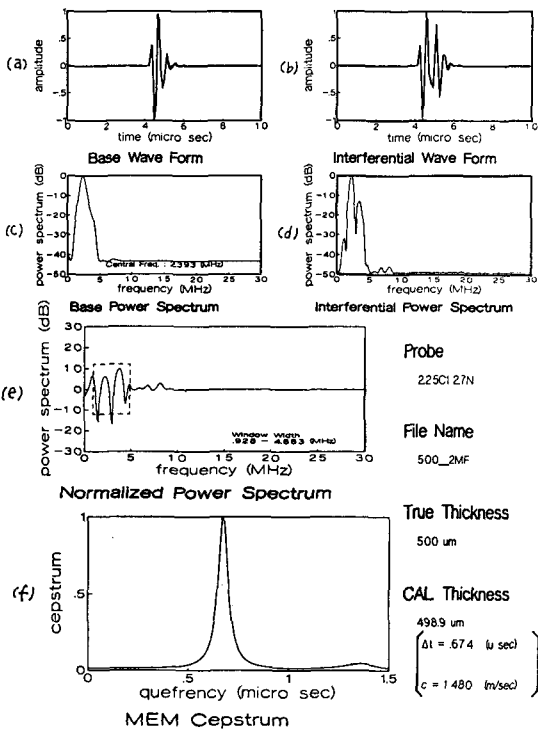 (a)
amplitude
1
.5
0
-.5
-1
0 2 4 6 8 10
time (micro sec)
Base Wave Form
(b)
amplitude
1
.5
0
-.5
-1
0 2 4 6 8 1.0
time (micro sec)
Interferential Wave Form
(c)
power spectrum (dB)
0
-10
-20
-30
-40
-50
Central Freq. : 2.393 (MHz)
0 5 10 15 20 25 30
frequency (MHz)
Base Power Spectrum
(d)
power spectrum (dB)
0
-10
-20
-30
-40
-50
0 5 10 15 20 25 30
frequency (MHz)
Interferential Power Spectrum
(e)
power spectrum (dB)
30
20
10
0
-10
-20
-30
Window Width
.928 - 4.883 (MHz)
0 5 10 15 20 25 30
frequency (MHz)
Normalized Power Spectrum
Probe
2.25C12.7N
File Name
500_2MF
True Thickness
500 um
CAL Thickness
498.9 um
Δt = .674 (u sec)
c = 1480 (m/sec)
(f)
cepstrum
1
.5
0
0 .5 1 1.5
quefrency (micro sec)
MEM Cepstrum